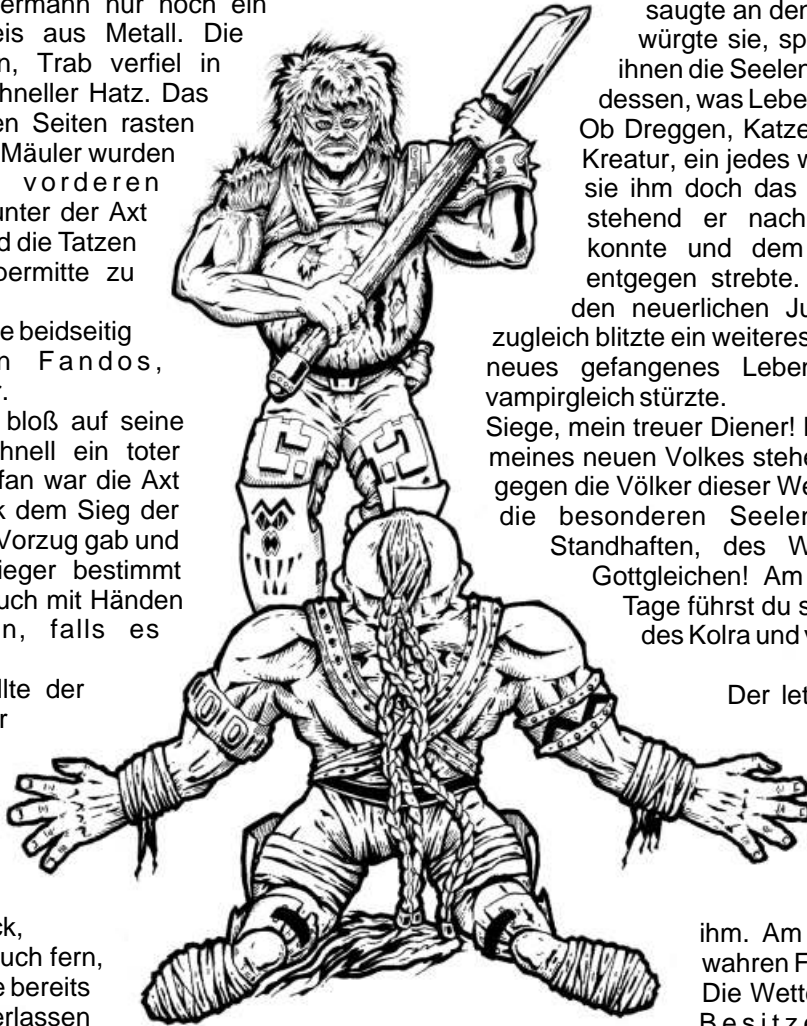 ermann nur noch ein
eis aus Metall. Die
n, Trab verfiel in
hneller Hatz. Das
en Seiten rasten
Mäuler wurden
vorderen
unter der Axt
d die Tatzen
bermitte zu
e beidseitig
n Fandos,
r.
bloß auf seine
hnell ein toter
fan war die Axt
k dem Sieg der
Vorzug gab und
ieger bestimmt
uch mit Händen
n, falls es
llte der
r
ck,
uch fern,
e bereits
erlassen
saugte an der
würgte sie, sp
ihnen die Seelen
dessen, was Lebe
Ob Dreggen, Katze
Kreatur, ein jedes w
sie ihm doch das
stehend er nach
konnte und dem
entgegen strebte.
den neuerlichen Ju
zugleich blitzte ein weiteres
neues gefangenes Leber
vampirgleich stürzte.
Siege, mein treuer Diener!
meines neuen Volkes stehe
gegen die Völker dieser We
die besonderen Seeler
Standhaften, des W
Gottgleichen! Am
Tage führst du s
des Kolra und v
Der let
ihm. Am
wahren F
Die Wette
Besitze